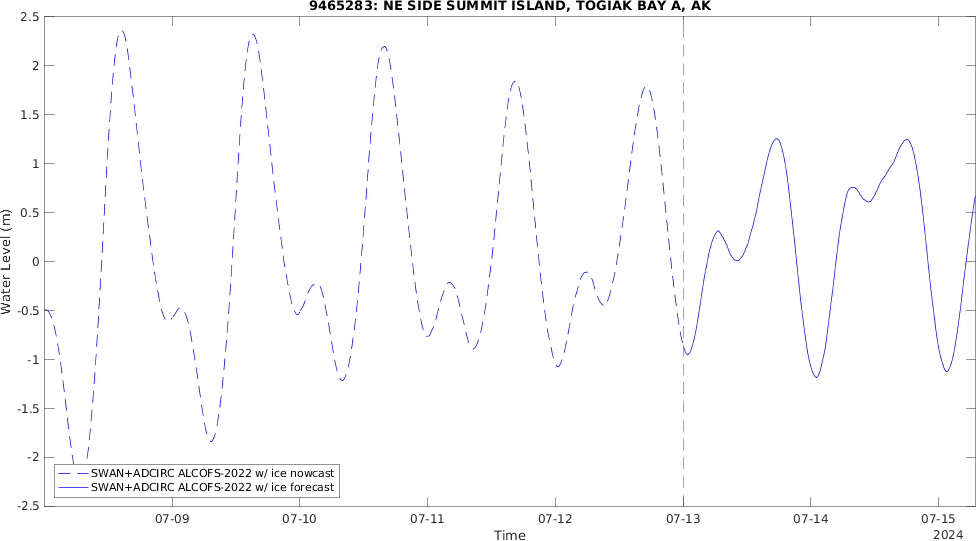 9465283: NE SIDE SUMMIT ISLAND, TOGIAK BAY A, AK
2.5
2
1.5
1
0.5
0
-0.5
-1
-1.5
-2
-2.5
Water Level (m)
SWAN+ADCIRC ALCOFS-2022 w/ ice nowcast
SWAN+ADCIRC ALCOFS-2022 w/ ice forecast
07-09 07-10 07-11 07-12 07-13 07-14 07-15
Time
2024